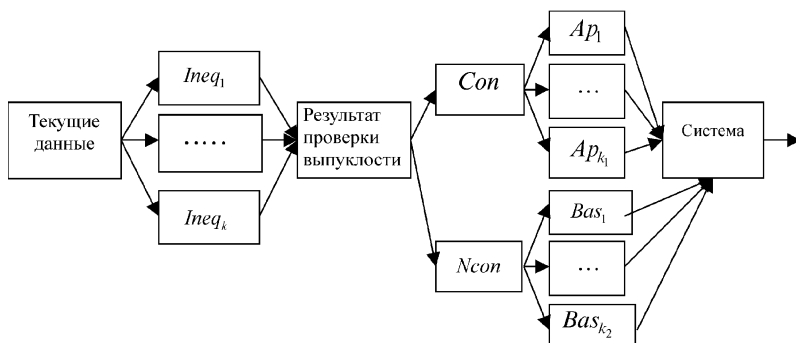 Текущие
данные
Ineq₁
.....
Ineqₖ
Результат
проверки
выпуклости
Con
Ncon
Ap₁
...
Apₖ₁
Bas₁
...
Basₖ₂
Система